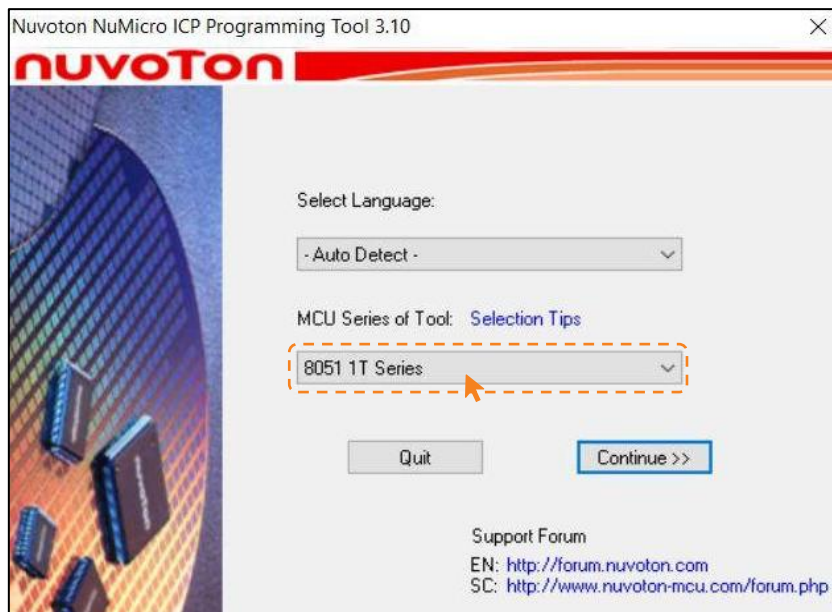 Nuvoton NuMicro ICP Programming Tool 3.10
nuvoTon
Select Language:
- Auto Detect -
MCU Series of Tool: Selection Tips
8051 1T Series
Quit
Continue >>
Support Forum
EN: http://forum.nuvoton.com
SC: http://www.nuvoton-mcu.com/forum.php